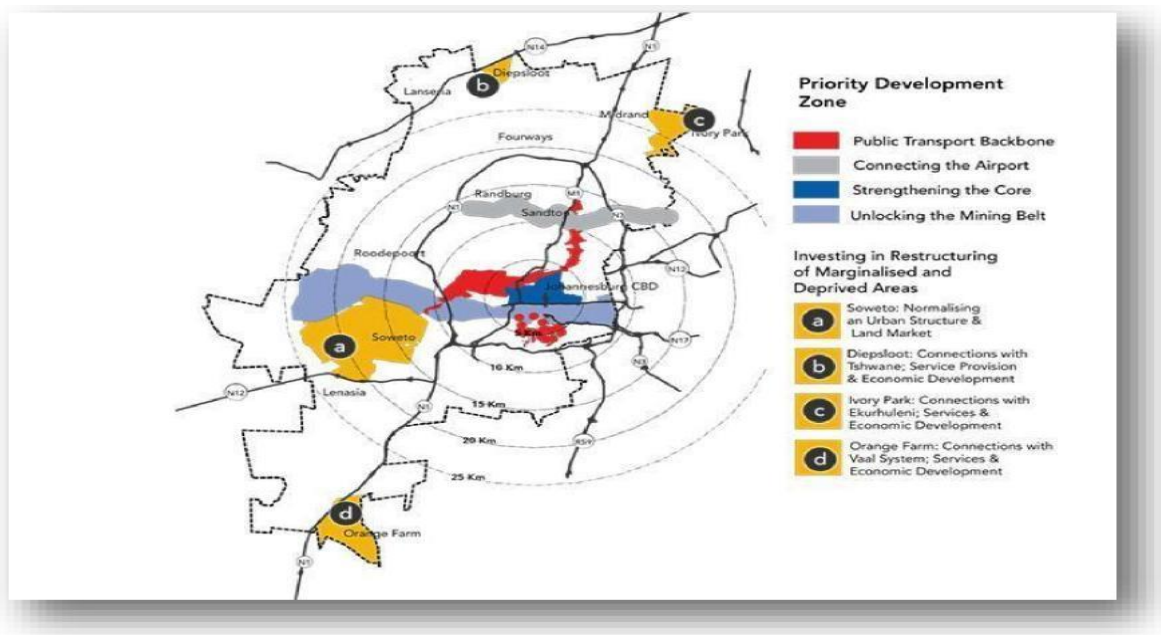 N14
N1
Diepsloot
b
Lanseria
Midrand
c
Ivory Park
Fourways
Randburg
M1
N1
Sandton
N3
Roodepoort
N12
Johannesburg CBD
Soweto
a
5 Km
N17
10 Km
N3
N12
Lenasia
15 Km
N1
20 Km
R59
25 Km
d
Orange Farm
N1
Priority Development
Zone
Public Transport Backbone
Connecting the Airport
Strengthening the Core
Unlocking the Mining Belt
Investing in Restructuring
of Marginalised and
Deprived Areas
a
Soweto: Normalising
an Urban Structure &
Land Market
b
Diepsloot: Connections with
Tshwane; Service Provision
& Economic Development
c
Ivory Park: Connections with
Ekurhuleni; Services &
Economic Development
d
Orange Farm: Connections with
Vaal System; Services &
Economic Development